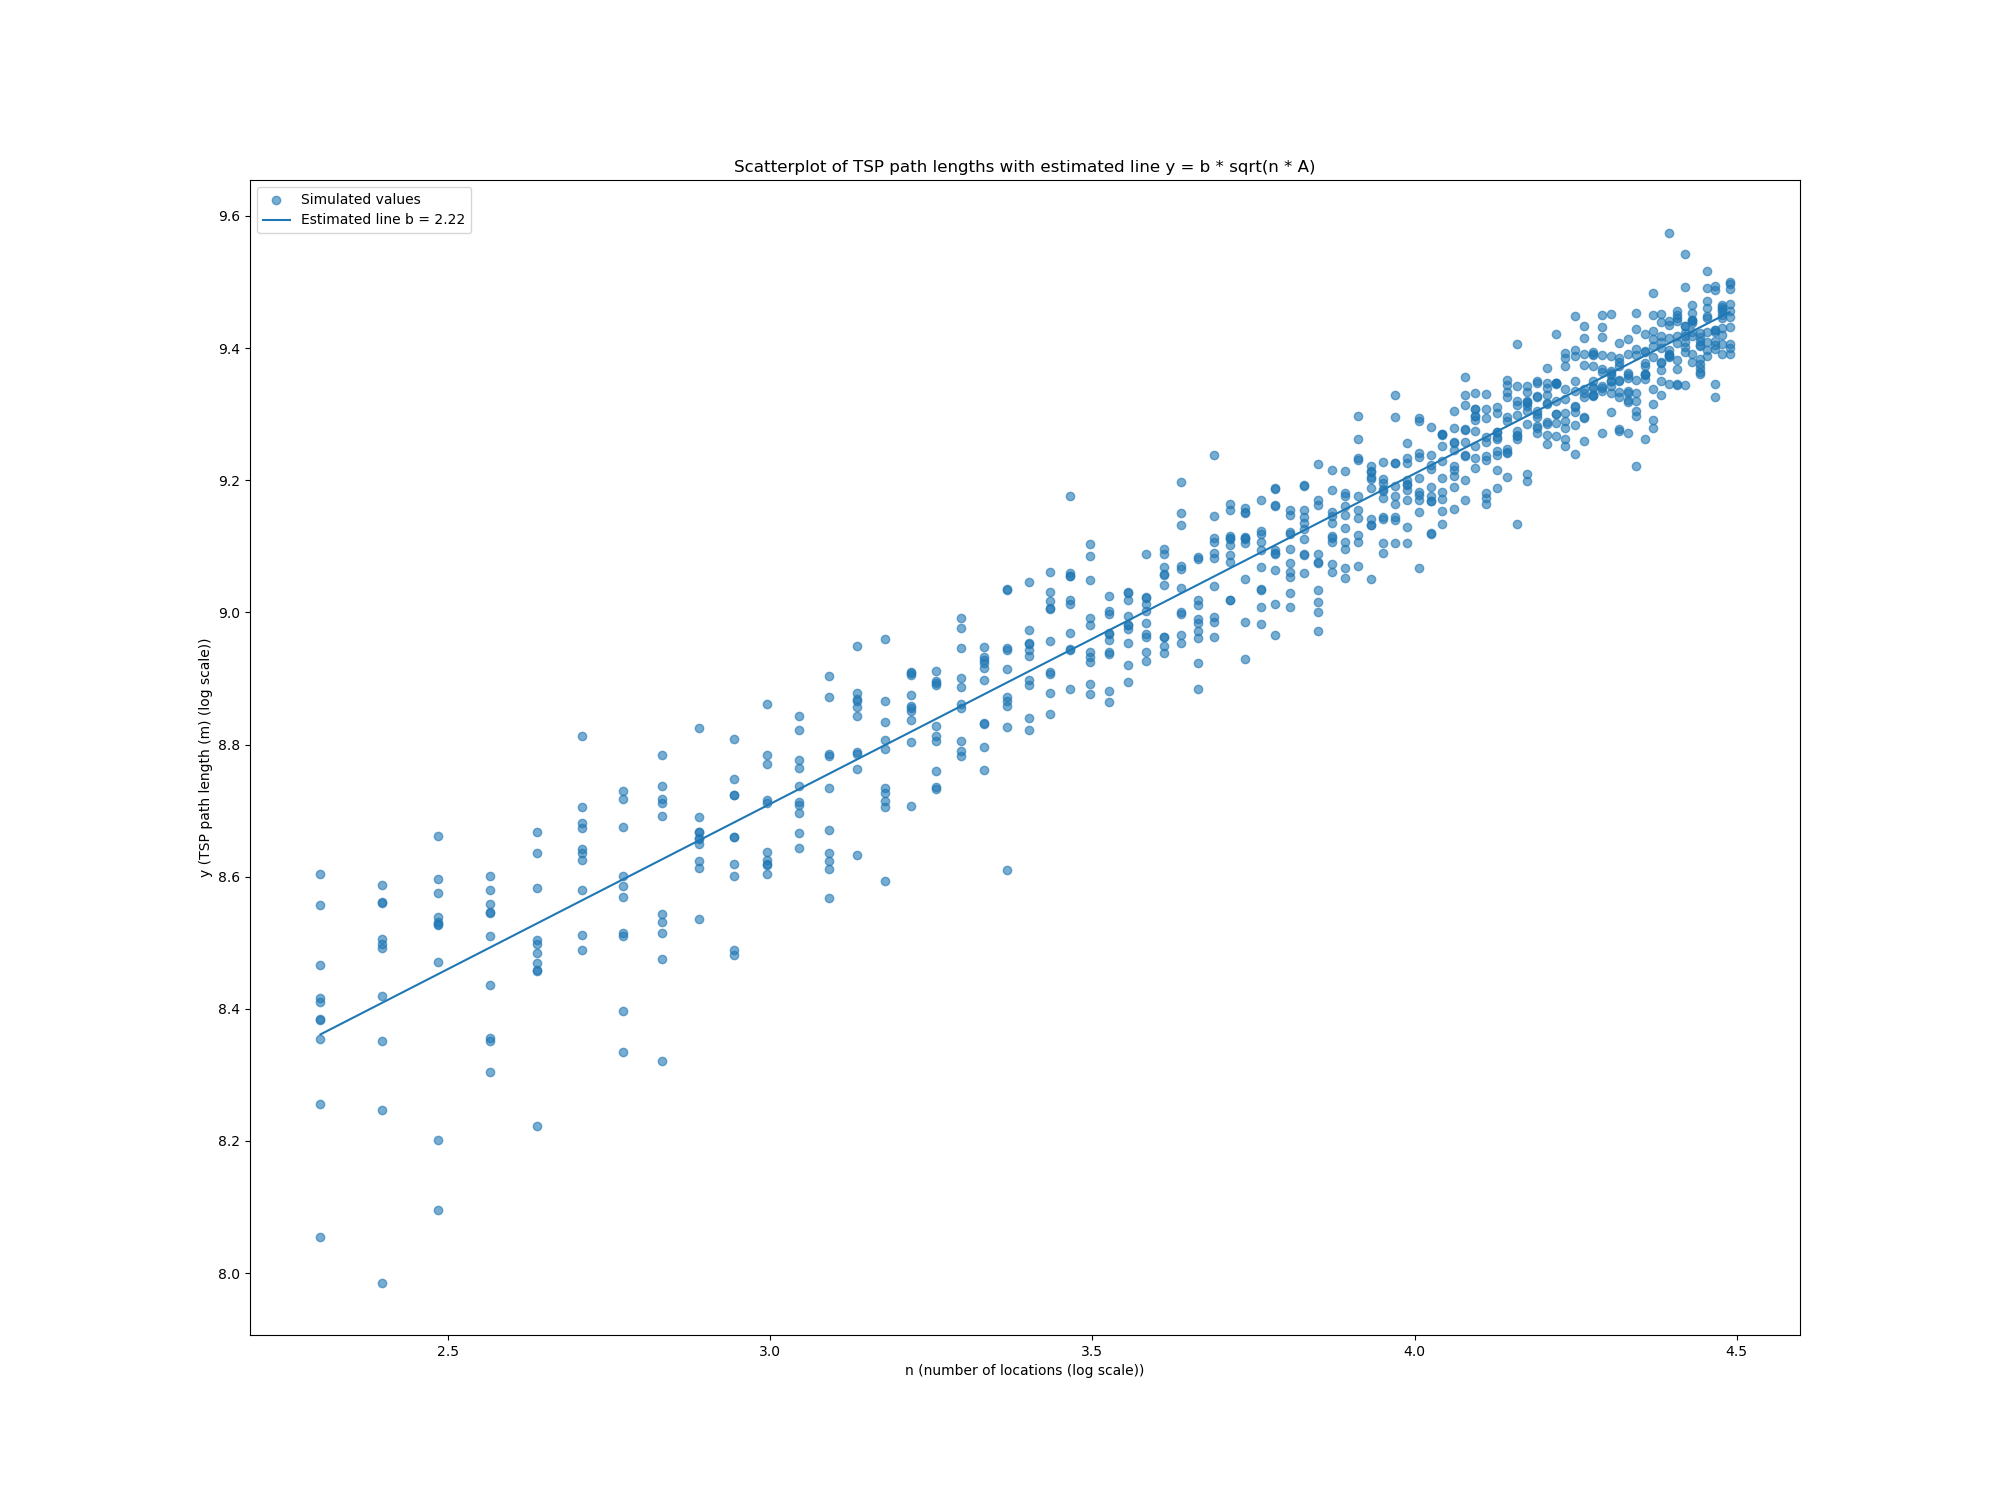 Scatterplot of TSP path lengths with estimated line y = b * sqrt(n * A)
Simulated values
Estimated line b = 2.22
9.6
9.4
9.2
9.0
8.8
8.6
8.4
8.2
8.0
y (TSP path length (m) (log scale))
2.5
3.0
3.5
4.0
4.5
n (number of locations (log scale))